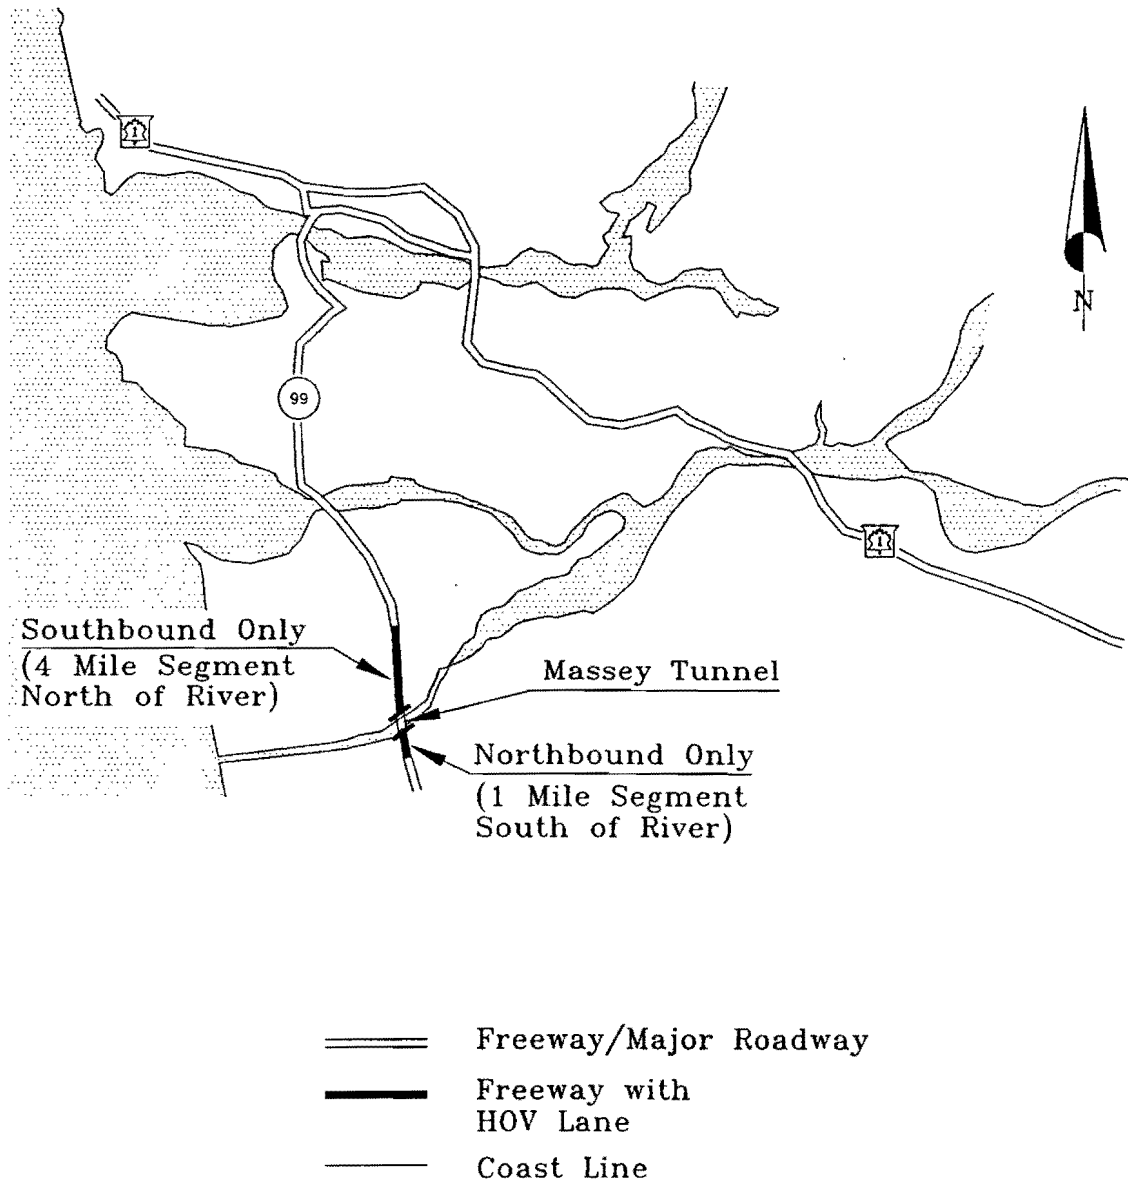 1
N
99
1
Southbound Only
(4 Mile Segment
North of River)
Massey Tunnel
Northbound Only
(1 Mile Segment
South of River)
Freeway/Major Roadway
Freeway with
HOV Lane
Coast Line